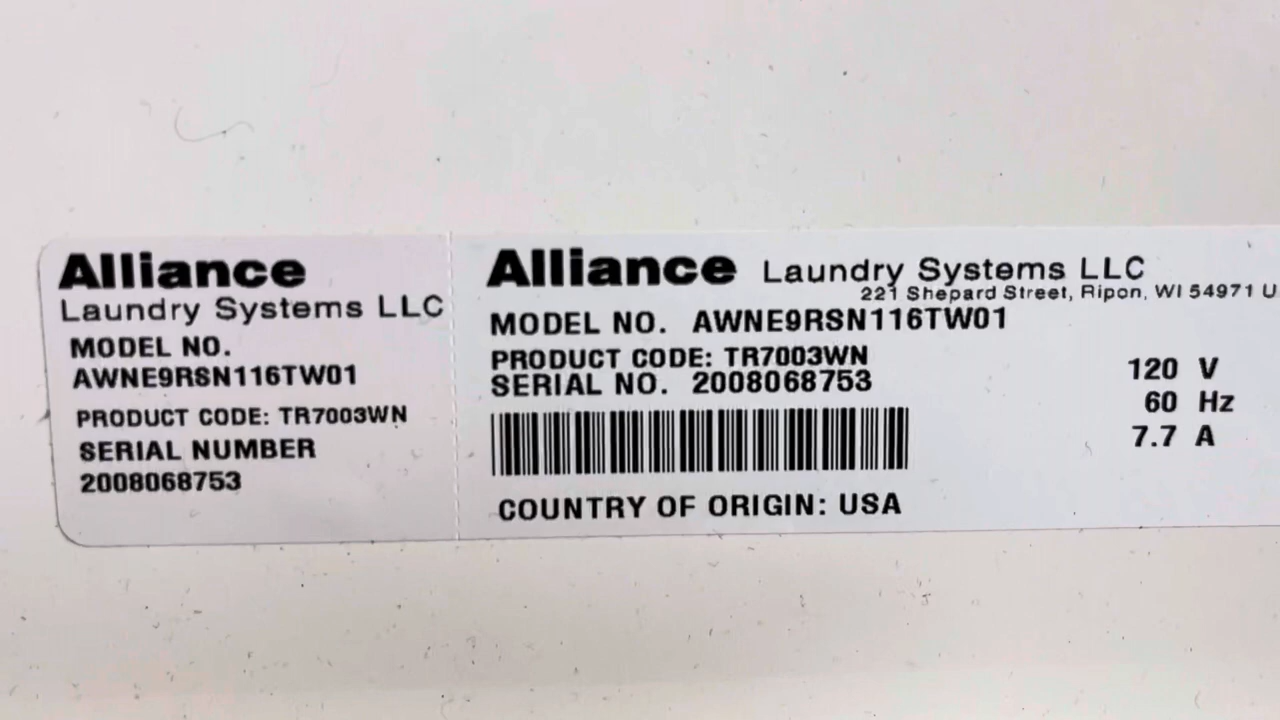 Alliance
Laundry Systems LLC
MODEL NO.
AWNE9RSN116TW01
PRODUCT CODE: TR7003WN
SERIAL NUMBER
2008068753
Alliance Laundry Systems LLC
221 Shepard Street, Ripon, WI 54971 U
MODEL NO. AWNE9RSN116TW01
PRODUCT CODE: TR7003WN
SERIAL NO. 2008068753
120 V
60 Hz
7.7 A
COUNTRY OF ORIGIN: USA